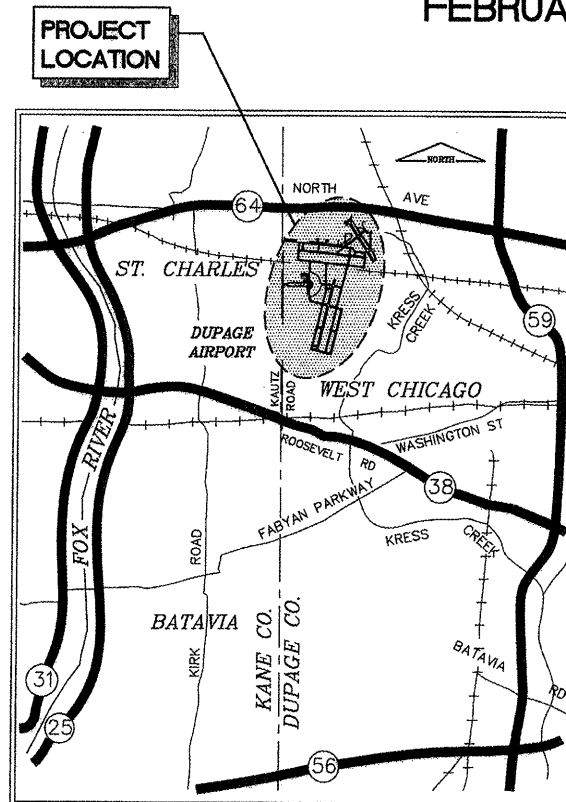 FEBRUA
PROJECT
LOCATION
NORTH
NORTH AVE
64
ST. CHARLES
KRESS
CREEK
59
DUPAGE
AIRPORT
KAUTZ
ROAD
WEST CHICAGO
ROOSEVELT RD
WASHINGTON ST
38
FOX RIVER
FABYAN PARKWAY
KRESS CREEK
KIRK ROAD
BATAVIA
KANE CO.
DUPAGE CO.
BATAVIA RD
31
25
56